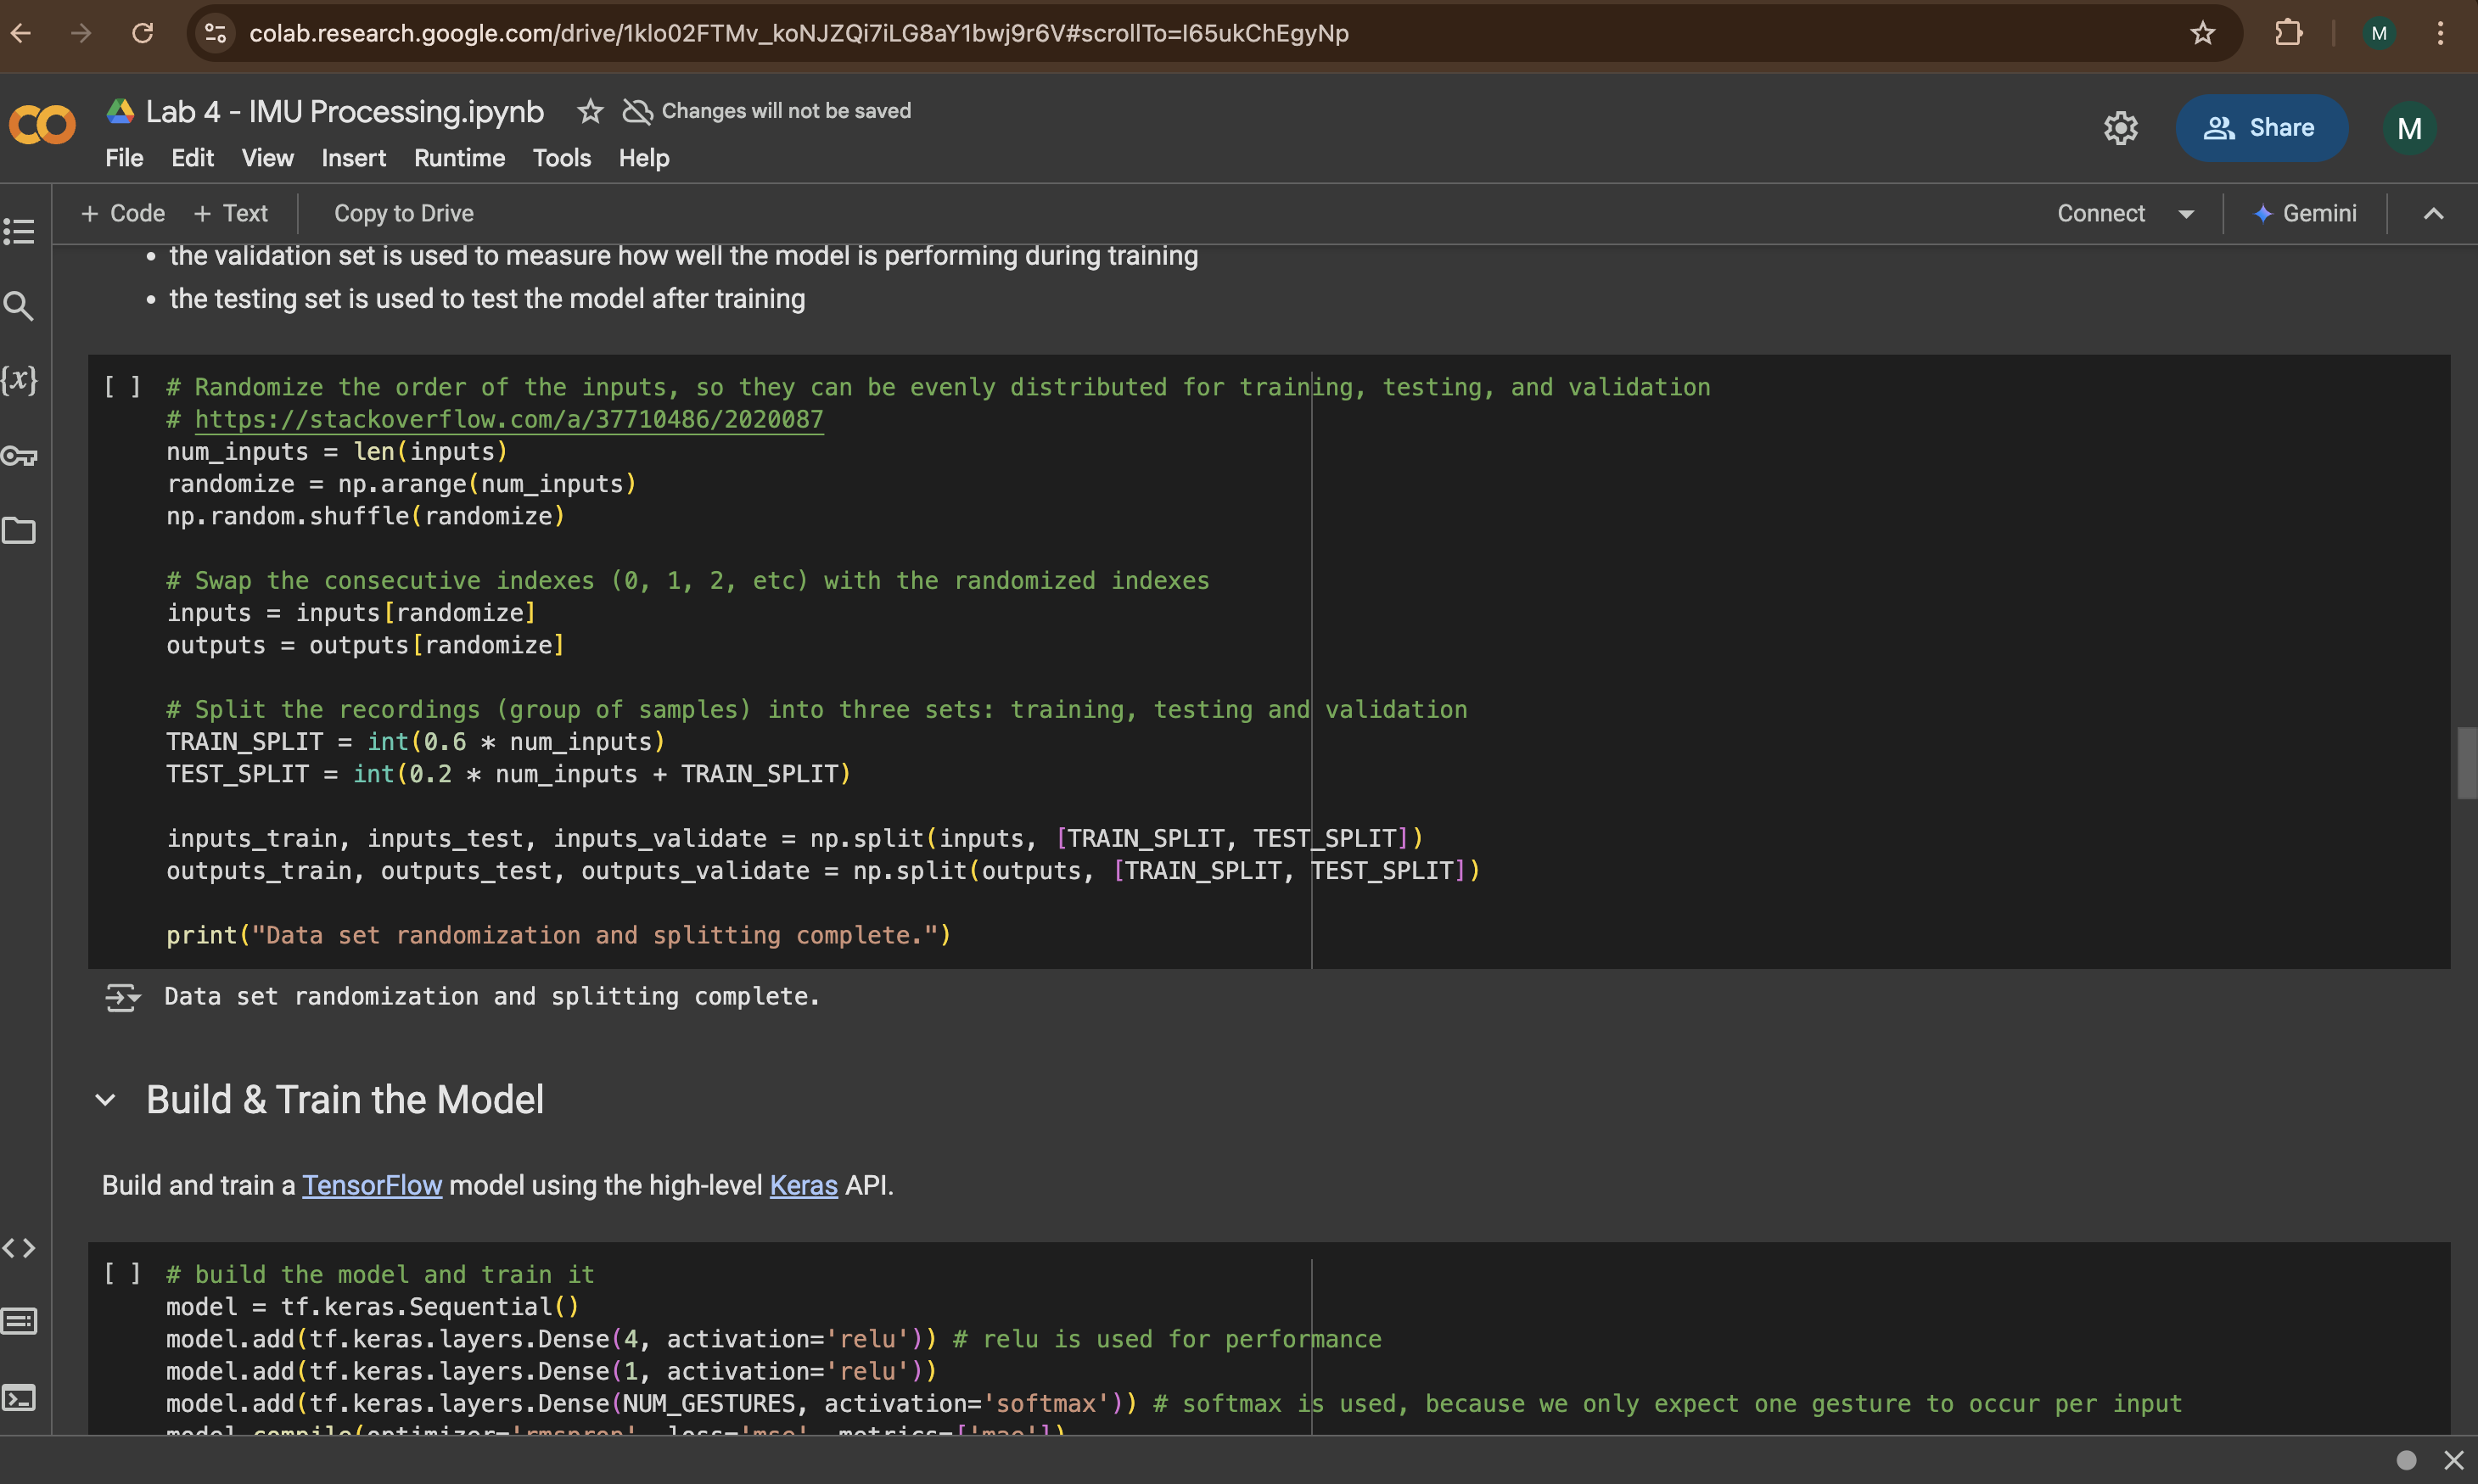 colab.research.google.com/drive/1klo02FTMv_koNJZQi7iLG8aY1bwj9r6V#scrollTo=I65ukChEgyNp
M
Lab 4 - IMU Processing.ipynb
Changes will not be saved
File Edit View Insert Runtime Tools Help
Share
M
+ Code + Text Copy to Drive
Connect
Gemini
• the validation set is used to measure how well the model is performing during training
• the testing set is used to test the model after training
{x}
[ ] # Randomize the order of the inputs, so they can be evenly distributed for training, testing, and validation
# https://stackoverflow.com/a/37710486/2020087
num_inputs = len(inputs)
randomize = np.arange(num_inputs)
np.random.shuffle(randomize)
# Swap the consecutive indexes (0, 1, 2, etc) with the randomized indexes
inputs = inputs[randomize]
outputs = outputs[randomize]
# Split the recordings (group of samples) into three sets: training, testing and validation
TRAIN_SPLIT = int(0.6 * num_inputs)
TEST_SPLIT = int(0.2 * num_inputs + TRAIN_SPLIT)
inputs_train, inputs_test, inputs_validate = np.split(inputs, [TRAIN_SPLIT, TEST_SPLIT])
outputs_train, outputs_test, outputs_validate = np.split(outputs, [TRAIN_SPLIT, TEST_SPLIT])
print("Data set randomization and splitting complete.")
Data set randomization and splitting complete.
Build & Train the Model
Build and train a TensorFlow model using the high-level Keras API.
[ ] # build the model and train it
model = tf.keras.Sequential()
model.add(tf.keras.layers.Dense(4, activation='relu')) # relu is used for performance
model.add(tf.keras.layers.Dense(1, activation='relu'))
model.add(tf.keras.layers.Dense(NUM_GESTURES, activation='softmax')) # softmax is used, because we only expect one gesture to occur per input
model.compile(optimizer='rmsprop', loss='mse', metrics=['mae'])